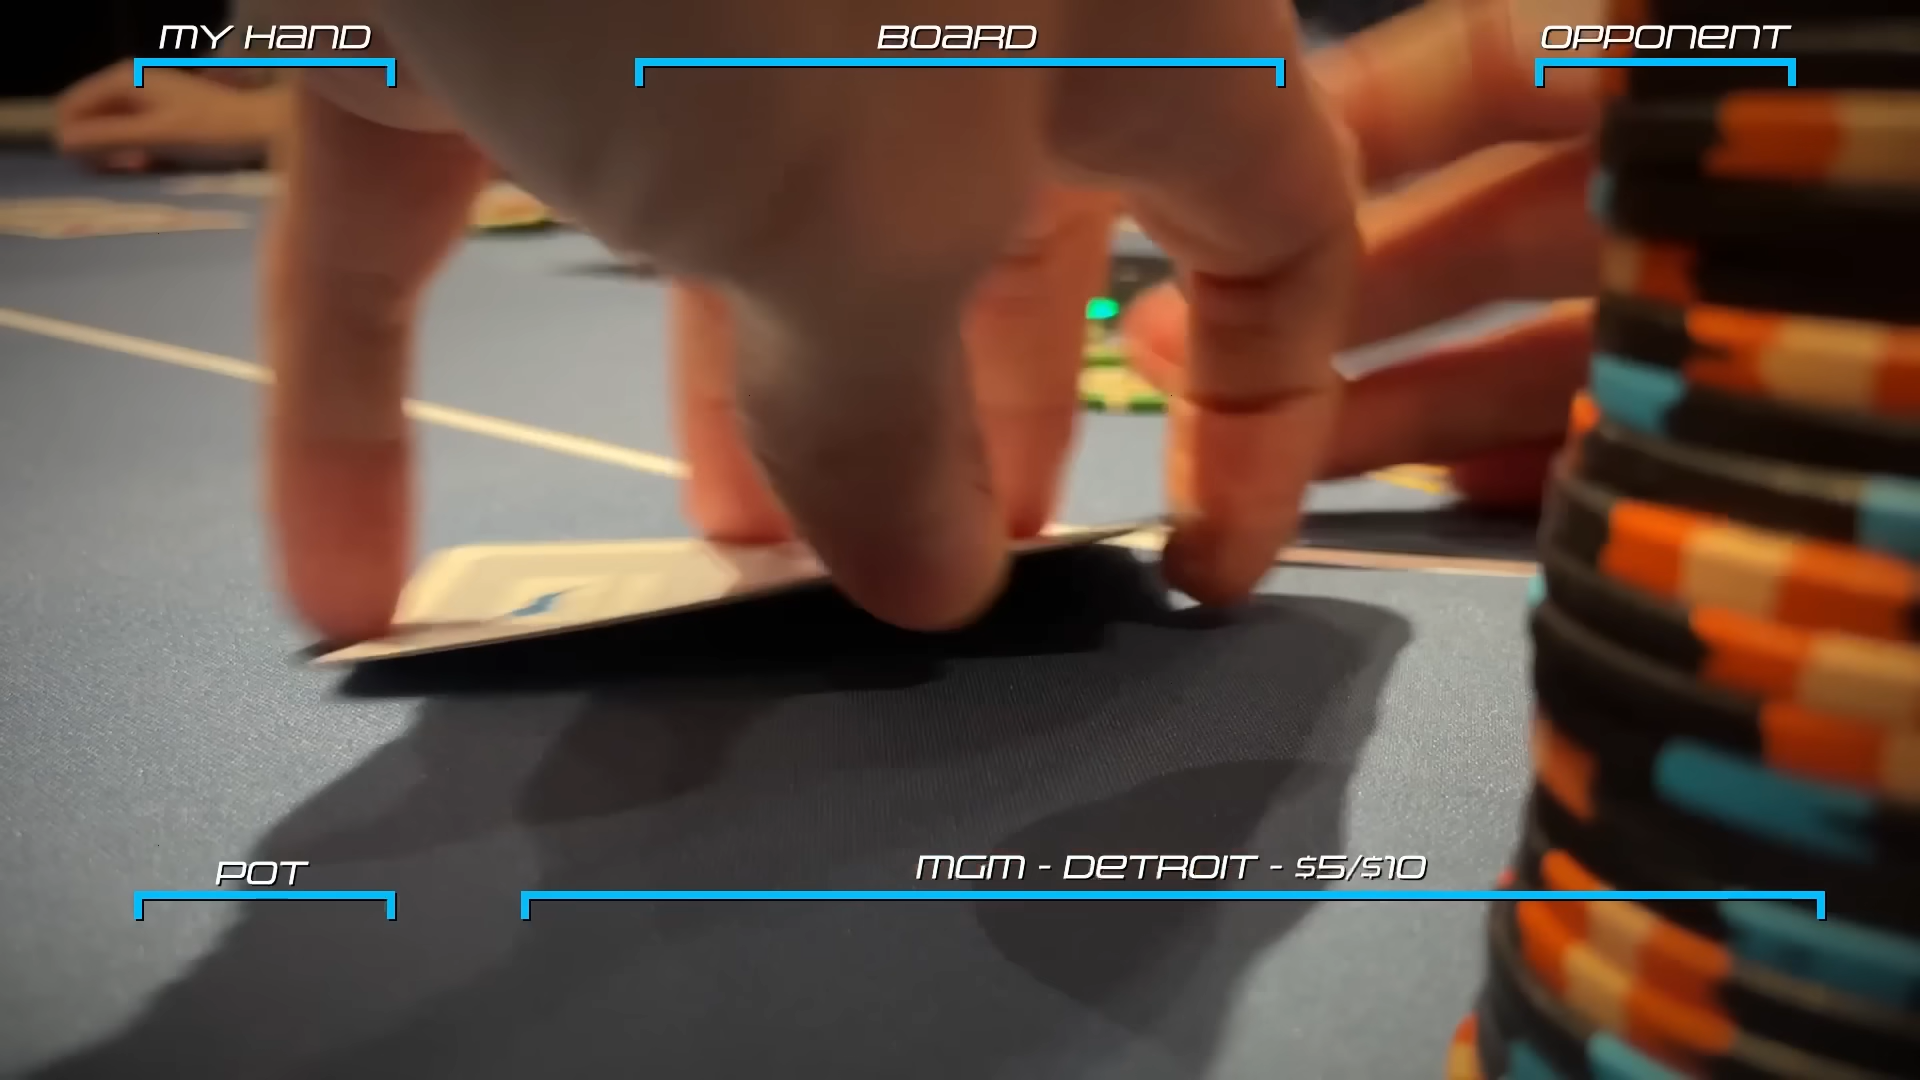 MY HAND
BOARD
OPPONENT
POT
MGM - DETROIT - $5/$10